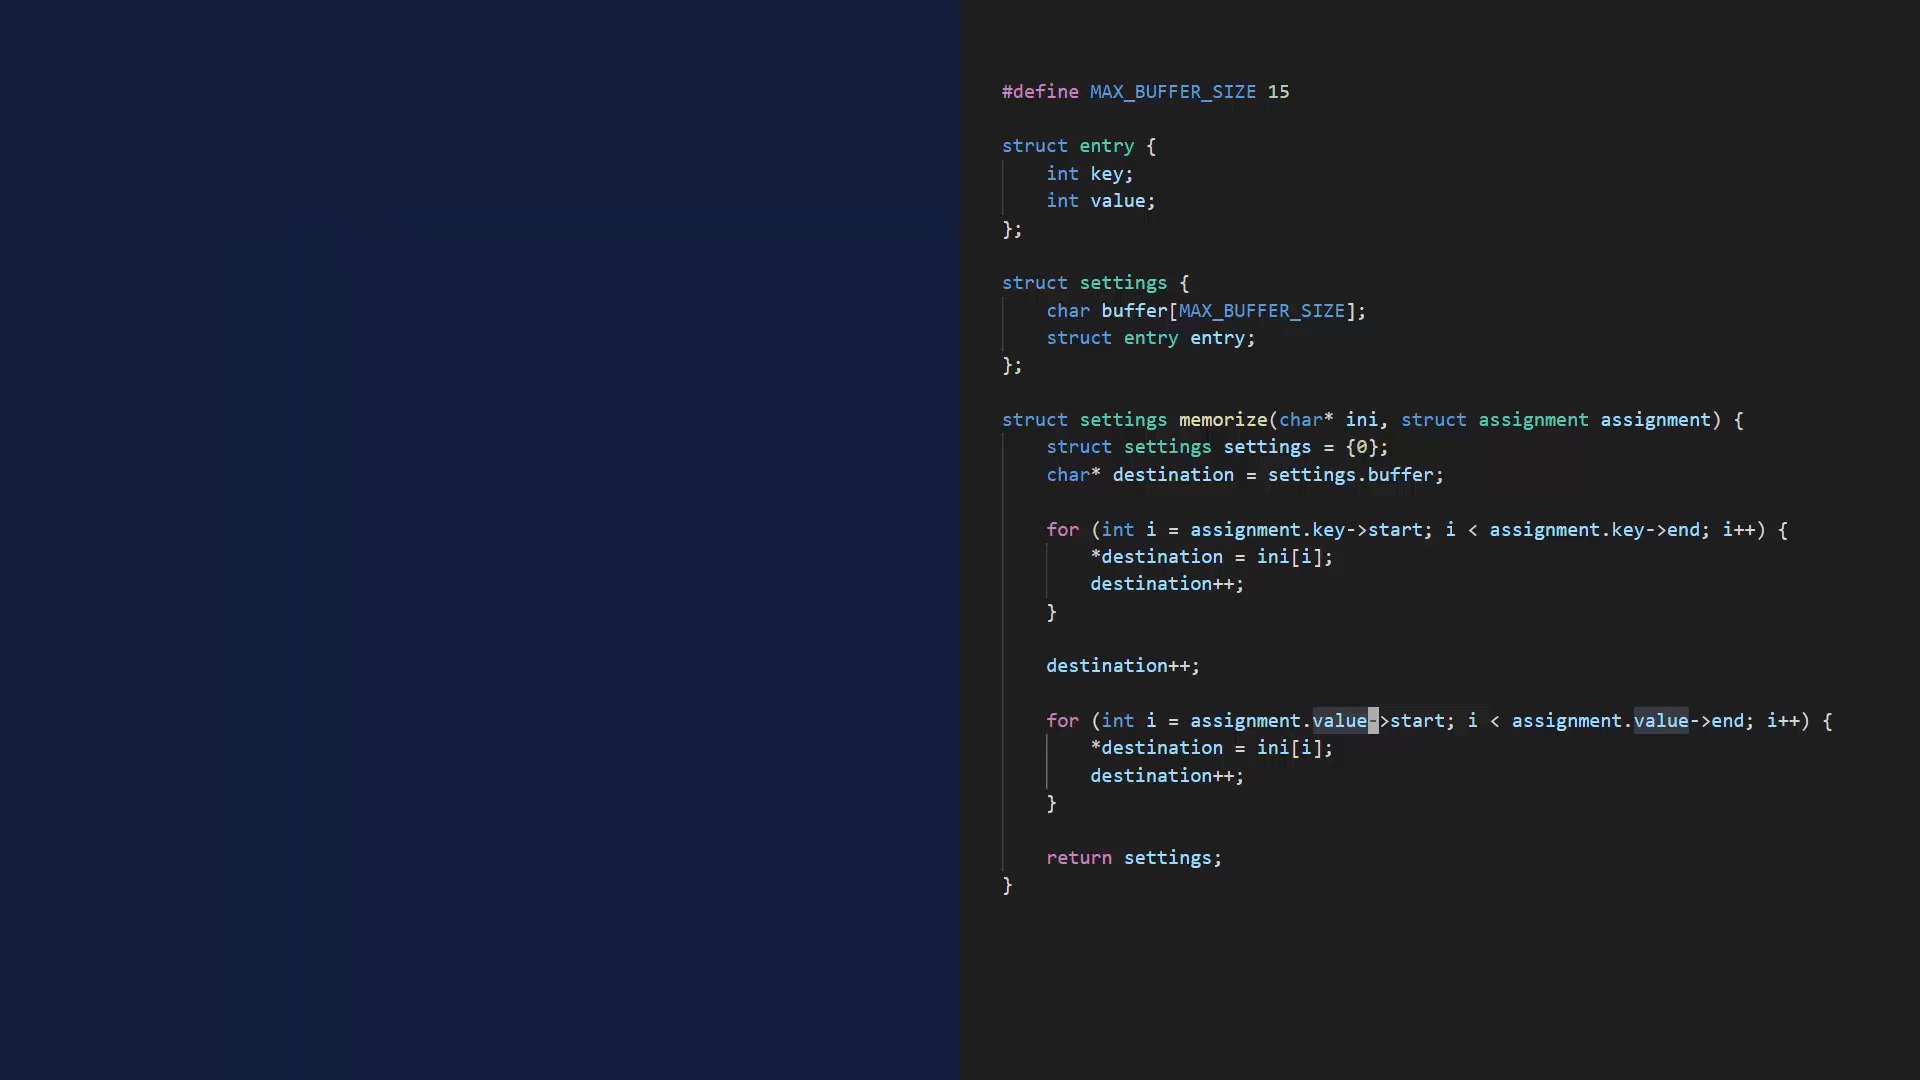 #define MAX_BUFFER_SIZE 15
struct entry {
    int key;
    int value;
};
struct settings {
    char buffer[MAX_BUFFER_SIZE];
    struct entry entry;
};
struct settings memorize(char* ini, struct assignment assignment) {
    struct settings settings = {0};
    char* destination = settings.buffer;
    for (int i = assignment.key->start; i < assignment.key->end; i++) {
        *destination = ini[i];
        destination++;
    }
    destination++;
    for (int i = assignment.value->start; i < assignment.value->end; i++) {
        *destination = ini[i];
        destination++;
    }
    return settings;
}